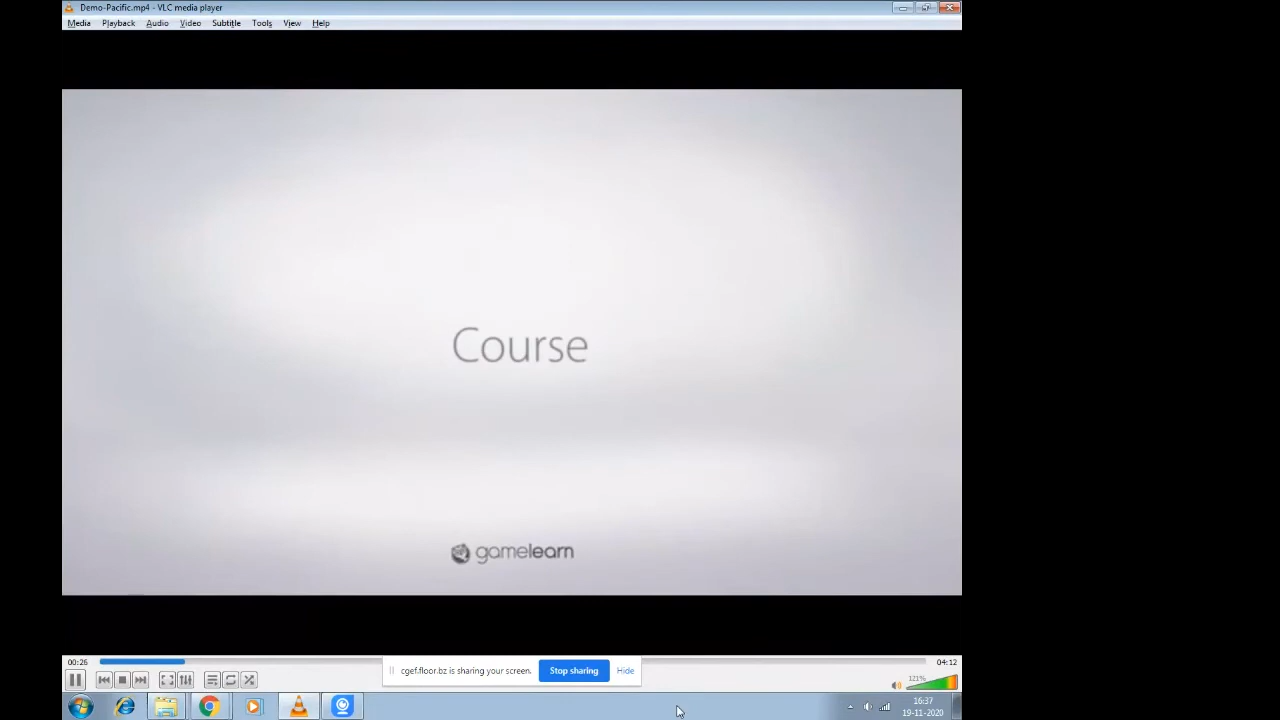 Demo-Pacific.mp4 - VLC media player
Media Playback Audio Video Subtitle Tools View Help
Course
gamelearn
00:26
04:12
cgef.floor.bz is sharing your screen.
Stop sharing
Hide
121%
16:37
19-11-2020